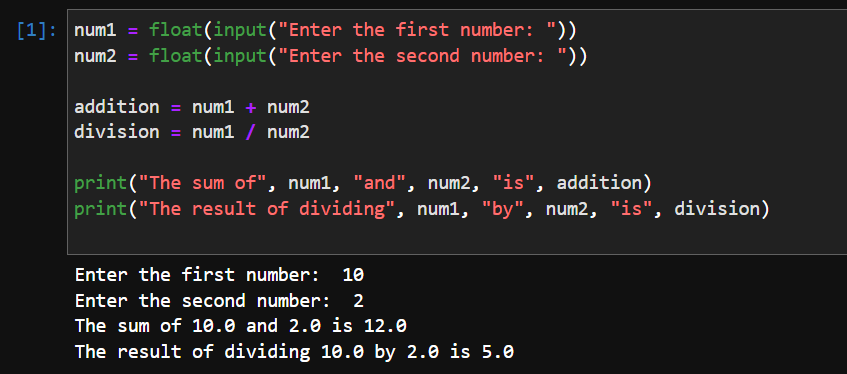 [1]: num1 = float(input("Enter the first number: "))
num2 = float(input("Enter the second number: "))
addition = num1 + num2
division = num1 / num2
print("The sum of", num1, "and", num2, "is", addition)
print("The result of dividing", num1, "by", num2, "is", division)
Enter the first number:  10
Enter the second number:  2
The sum of 10.0 and 2.0 is 12.0
The result of dividing 10.0 by 2.0 is 5.0